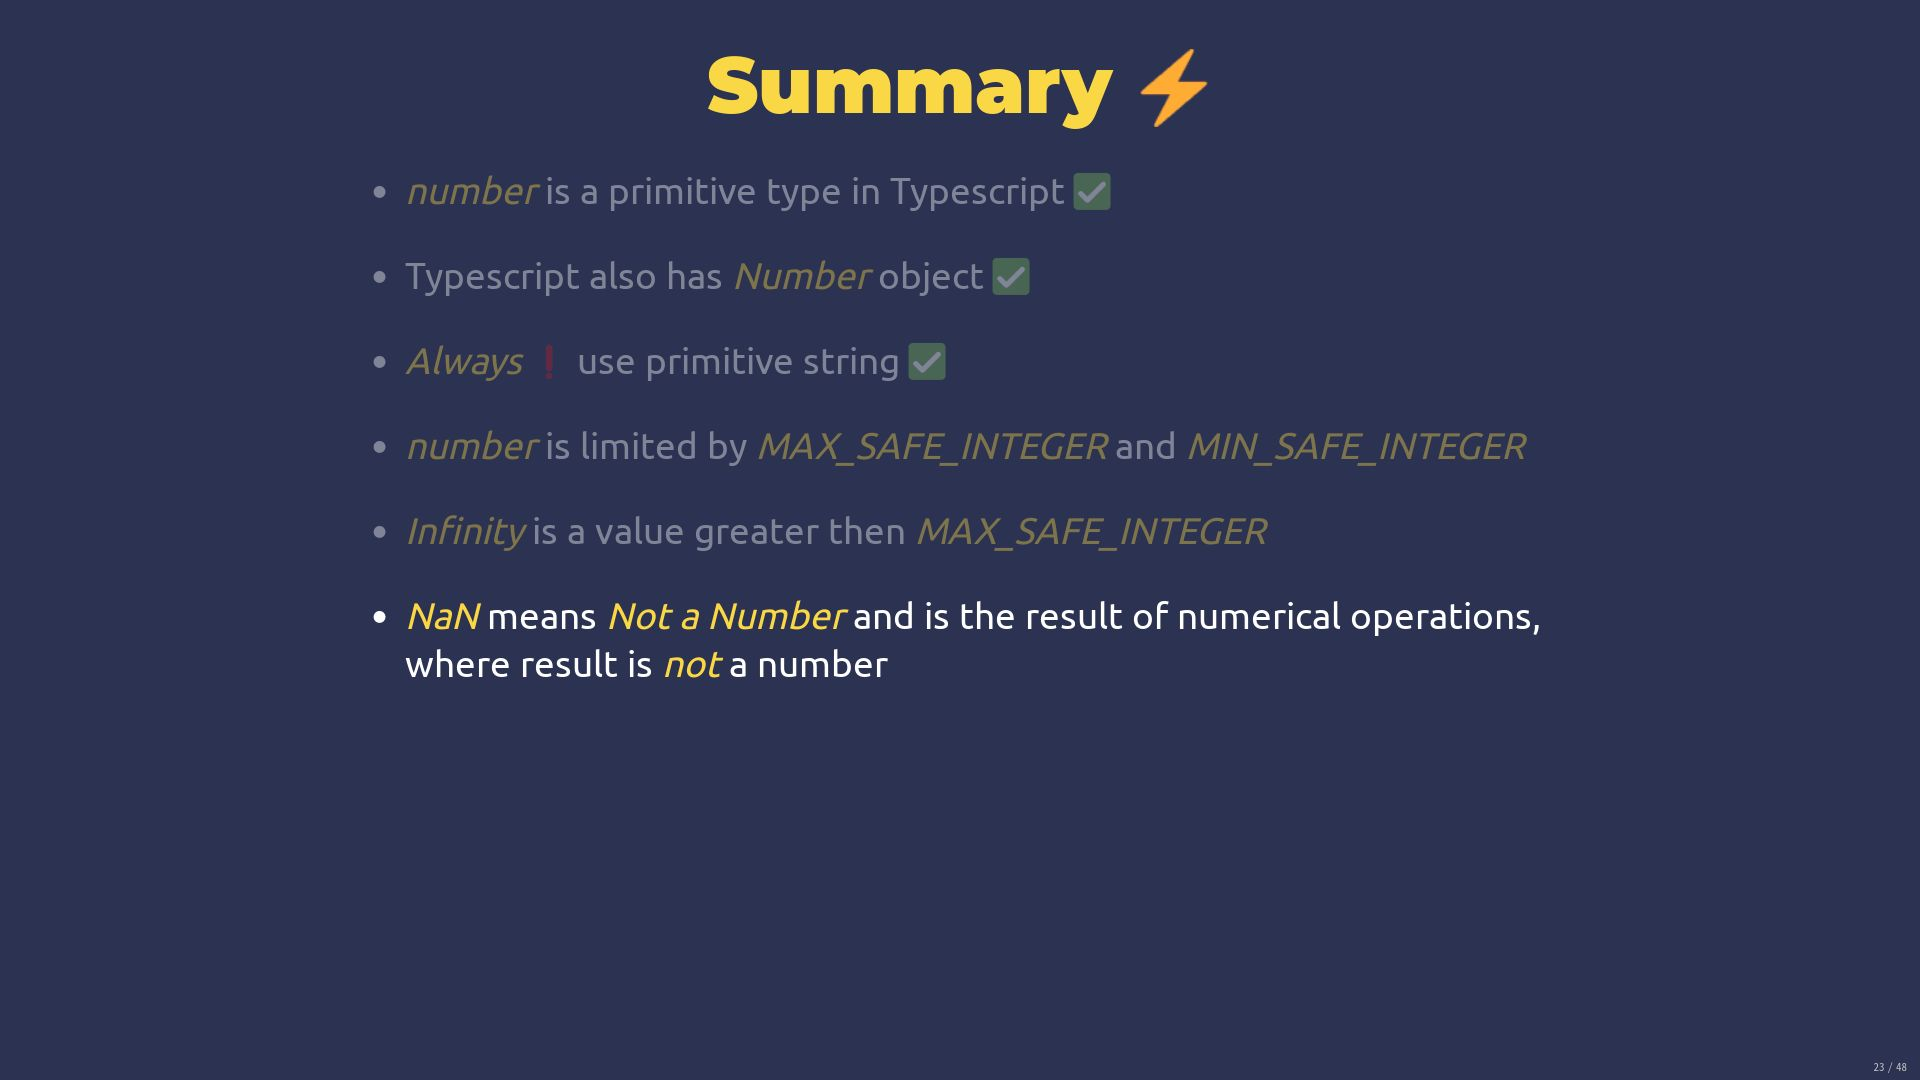 Summary ⚡
• number is a primitive type in Typescript ✅
• Typescript also has Number object ✅
• Always ❗ use primitive string ✅
• number is limited by MAX_SAFE_INTEGER and MIN_SAFE_INTEGER
• Infinity is a value greater then MAX_SAFE_INTEGER
• NaN means Not a Number and is the result of numerical operations,
where result is not a number
23 / 48